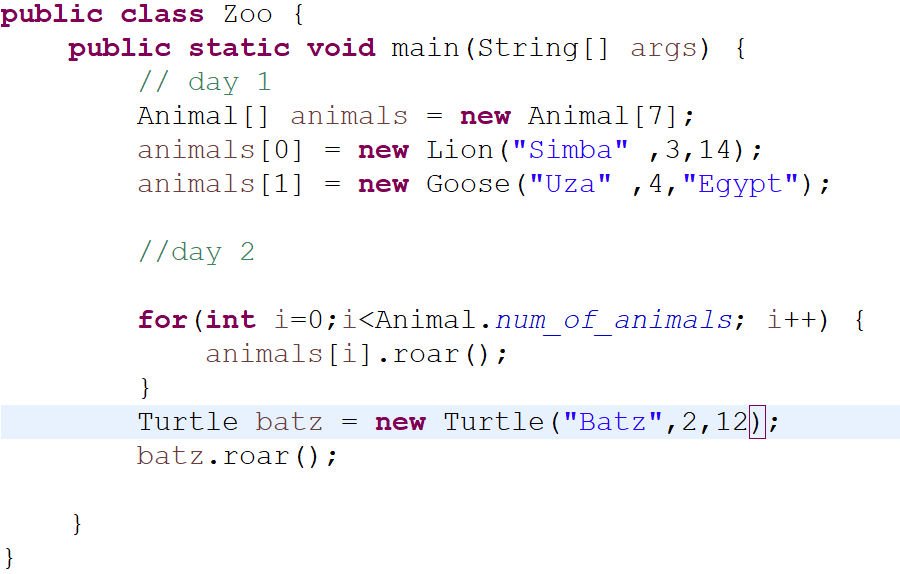 public class Zoo {
    public static void main(String[] args) {
        // day 1
        Animal[] animals = new Animal[7];
        animals[0] = new Lion("Simba" ,3,14);
        animals[1] = new Goose("Uza" ,4,"Egypt");
        //day 2
        for(int i=0;i<Animal.num_of_animals; i++) {
            animals[i].roar();
        }
        Turtle batz = new Turtle("Batz",2,12);
        batz.roar();
    }
}